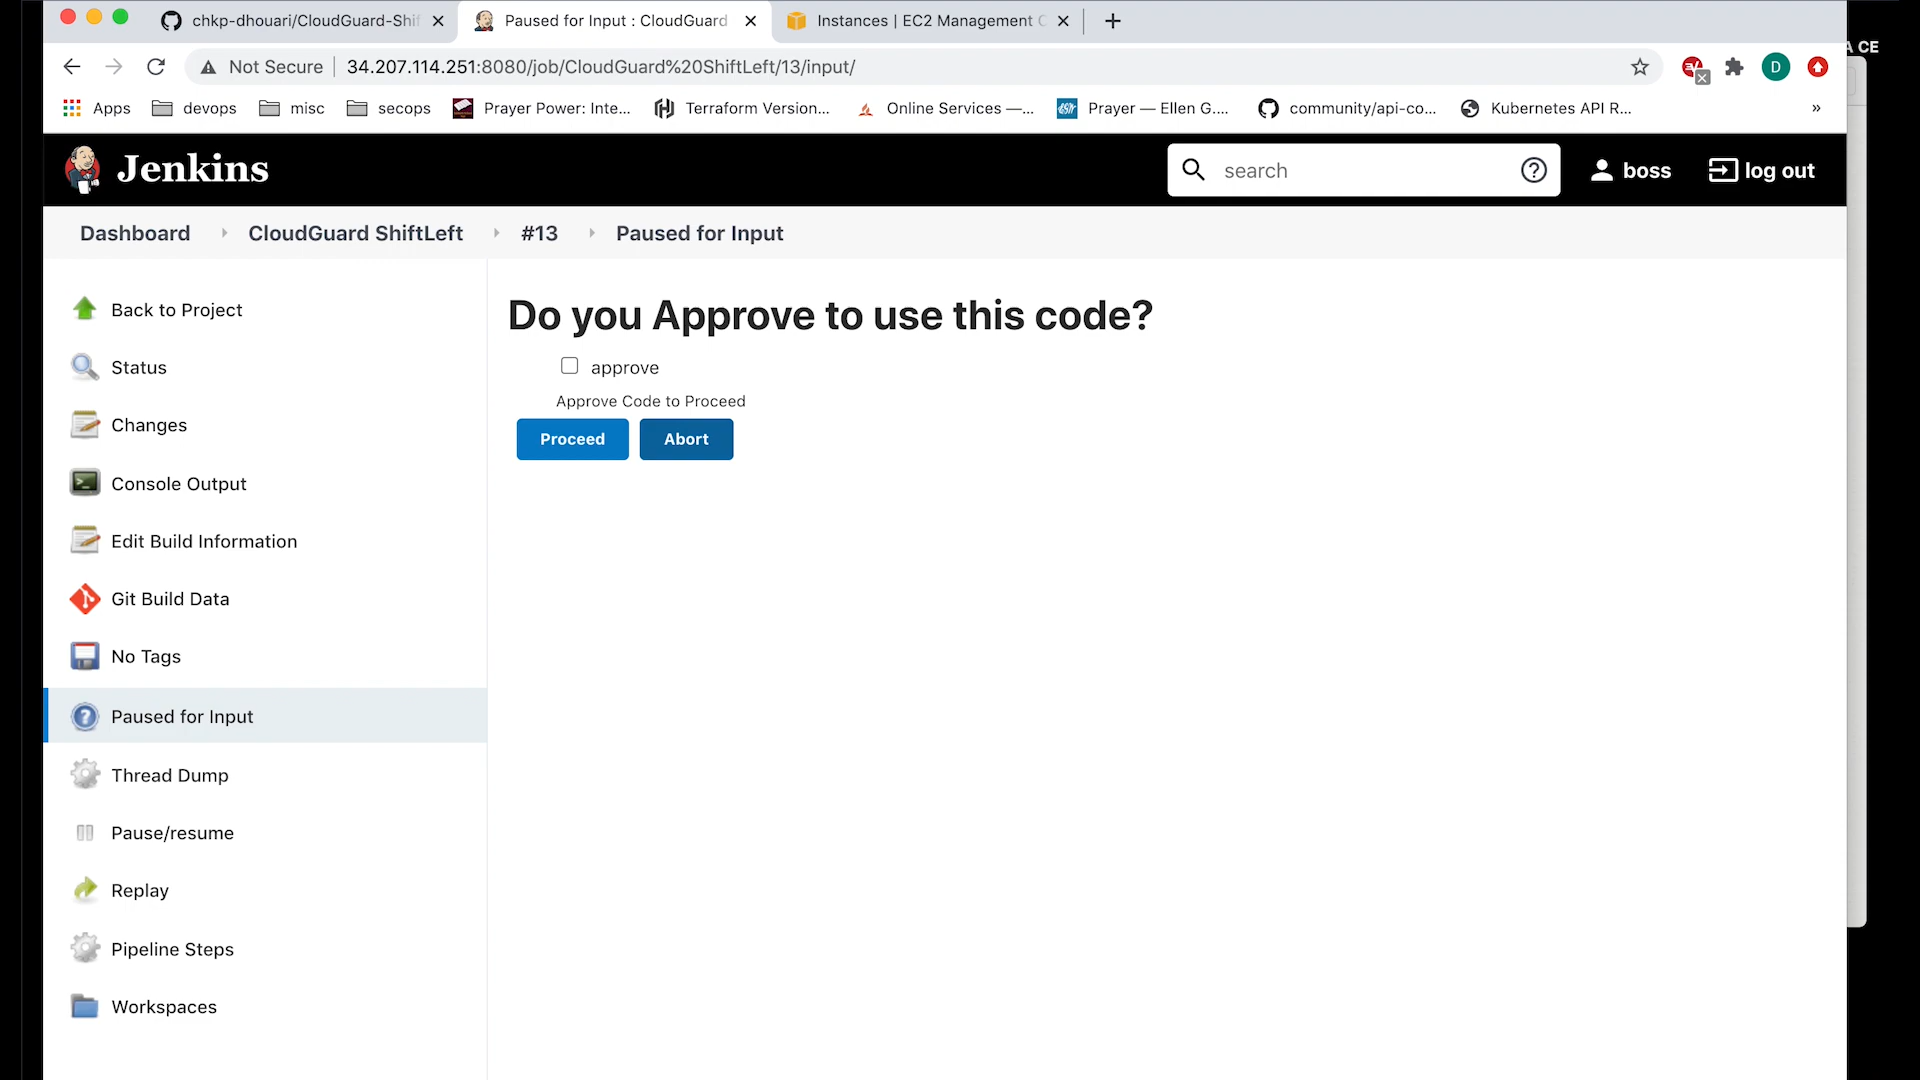 chkp-dhouari/CloudGuard-Shif
Paused for Input : CloudGuard
Instances | EC2 Management C
A CE
Not Secure
34.207.114.251:8080/job/CloudGuard%20ShiftLeft/13/input/
D
Apps
devops
misc
secops
Prayer Power: Inte...
Terraform Version...
Online Services —...
Prayer — Ellen G....
community/api-co...
Kubernetes API R...
»
Jenkins
search
boss
log out
Dashboard
CloudGuard ShiftLeft
#13
Paused for Input
Back to Project
Status
Changes
Console Output
Edit Build Information
Git Build Data
No Tags
Paused for Input
Thread Dump
Pause/resume
Replay
Pipeline Steps
Workspaces
Do you Approve to use this code?
approve
Approve Code to Proceed
Proceed
Abort